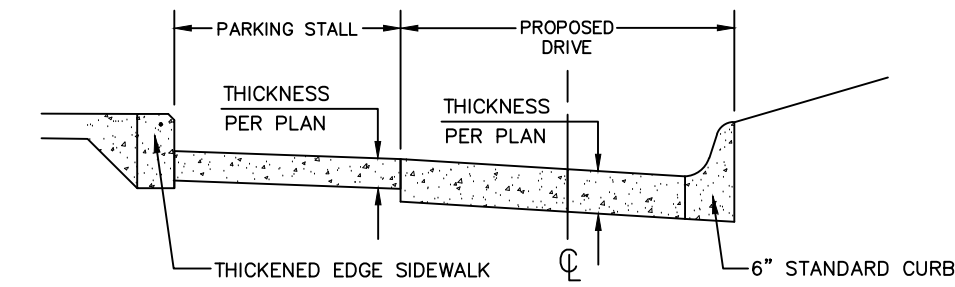 PARKING STALL
PROPOSED
DRIVE
THICKNESS
PER PLAN
THICKNESS
PER PLAN
THICKENED EDGE SIDEWALK
℄
6" STANDARD CURB